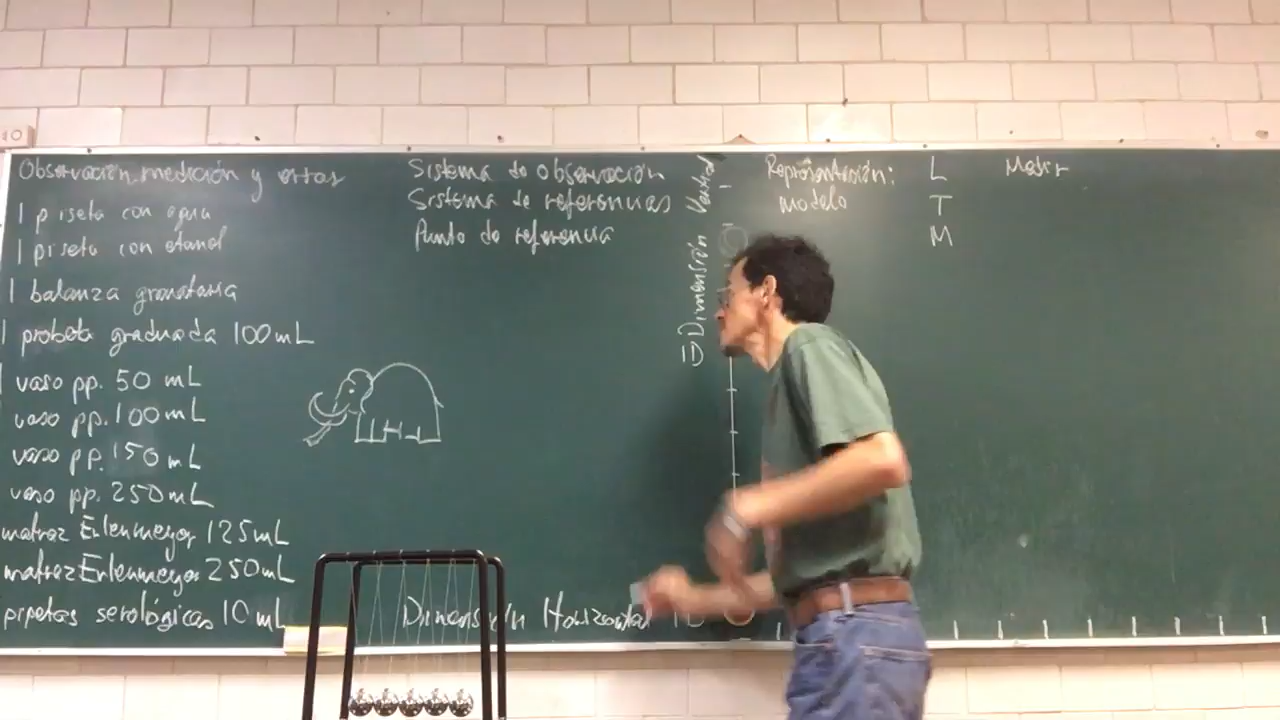 Observación, medición y errores
1 piseta con agua
1 piseta con etanol
1 balanza granataria
1 probeta graduada 100 mL
1 vaso pp. 50 mL
vaso pp. 100 mL
vaso pp. 150 mL
vaso pp. 250 mL
matraz Erlenmeyer 125 mL
matraz Erlenmeyer 250 mL
pipetas serológicas 10 mL
Sistema de observación
Sistema de referencias
Punto de referencia
1D Dimensión Vertical
Dimensión Horizontal 1D
Representación:
modelo
L
T
M
Medir